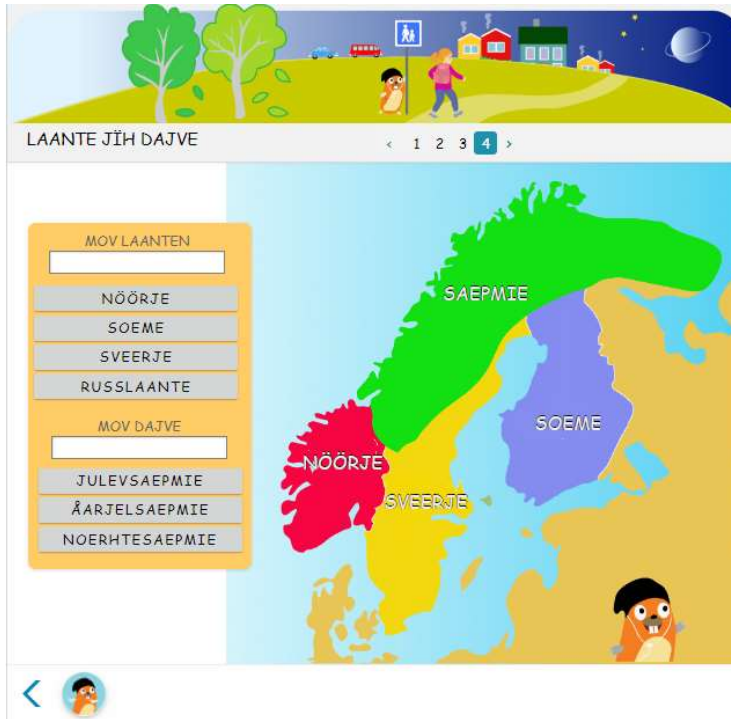 LAANTE JÏH DAJVE
< 1 2 3 4 >
MOV LAANTEN
NÖÖRJE
SOEME
SVEERJE
RUSSLAANTE
MOV DAJVE
JULEVSAEPMIE
ÅARJELSAEPMIE
NOERHTESAEPMIE
SAEPMIE
SOEME
NÖÖRJE
SVEERJE